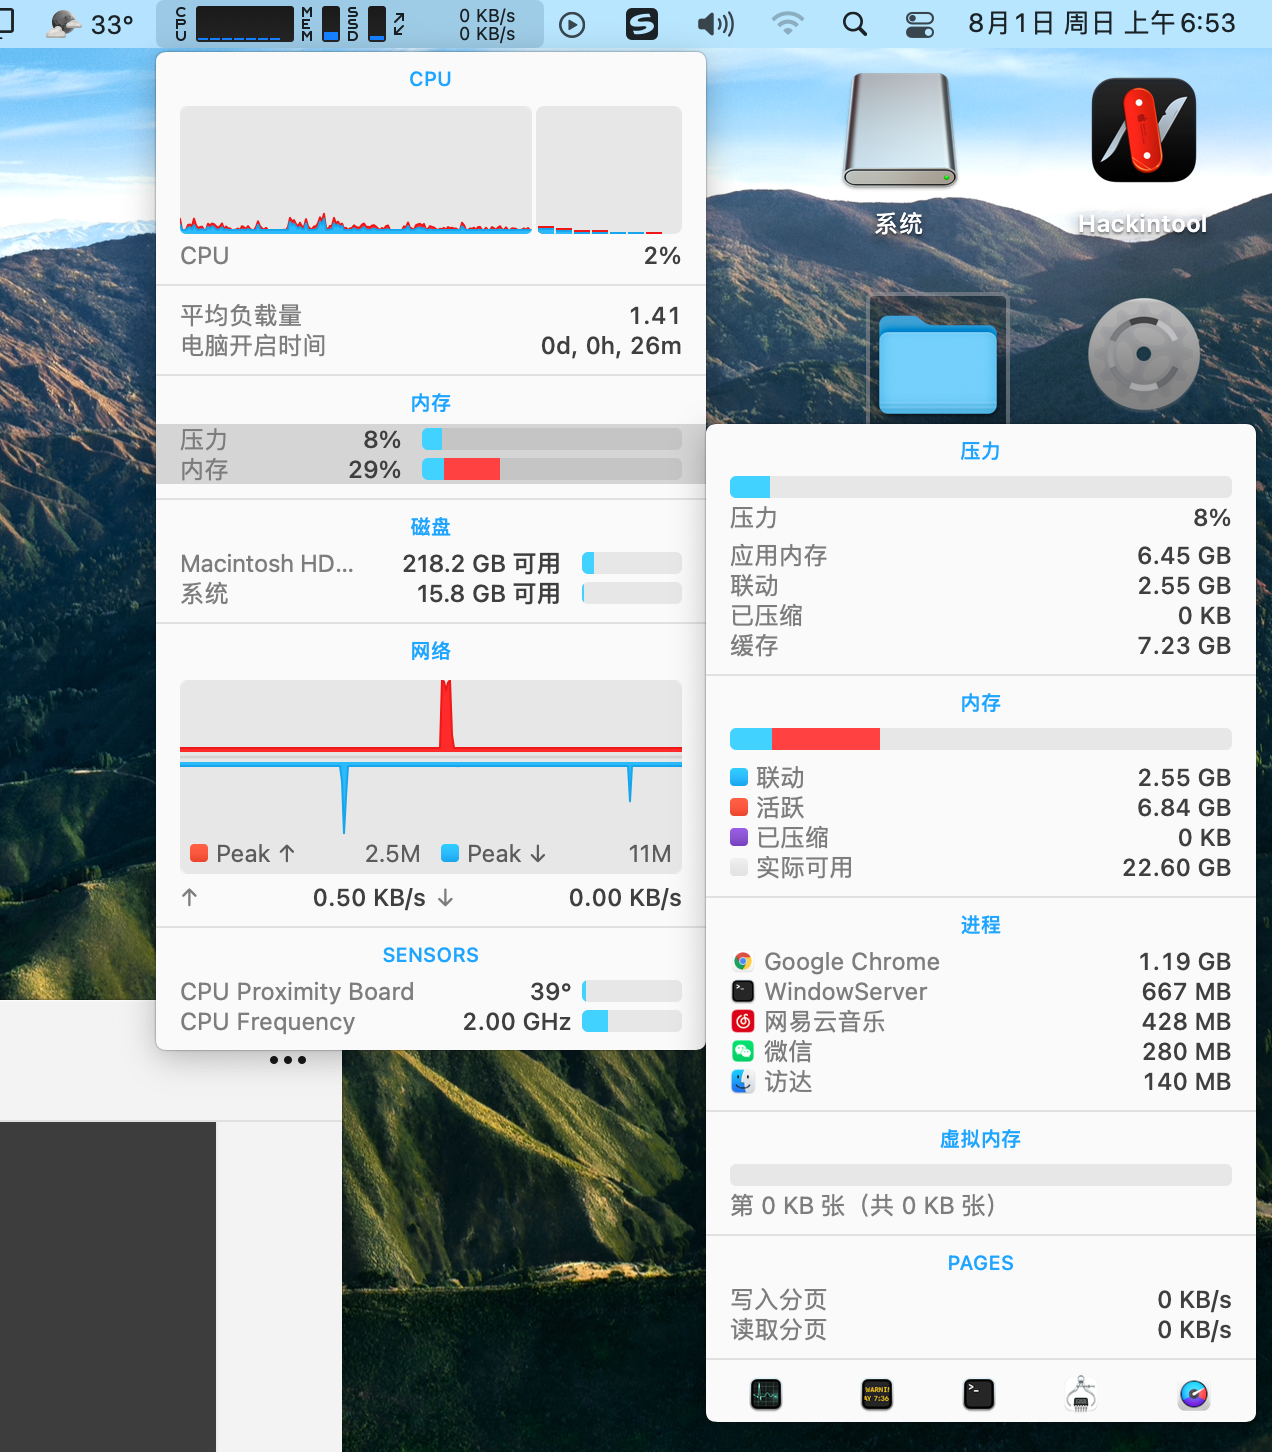 33°
CPU
MEM
SSD
0 KB/s
0 KB/s
8月1日 周日 上午6:53
CPU
CPU 2%
平均负载量 1.41
电脑开启时间 0d, 0h, 26m
内存
压力 8%
内存 29%
磁盘
Macintosh HD... 218.2 GB 可用
系统 15.8 GB 可用
网络
Peak ↑ 2.5M Peak ↓ 11M
↑ 0.50 KB/s ↓ 0.00 KB/s
SENSORS
CPU Proximity Board 39°
CPU Frequency 2.00 GHz
系统
Hackintool
压力
压力 8%
应用内存 6.45 GB
联动 2.55 GB
已压缩 0 KB
缓存 7.23 GB
内存
联动 2.55 GB
活跃 6.84 GB
已压缩 0 KB
实际可用 22.60 GB
进程
Google Chrome 1.19 GB
WindowServer 667 MB
网易云音乐 428 MB
微信 280 MB
访达 140 MB
虚拟内存
第 0 KB 张（共 0 KB 张）
PAGES
写入分页 0 KB/s
读取分页 0 KB/s
WARNI
AY 7:36